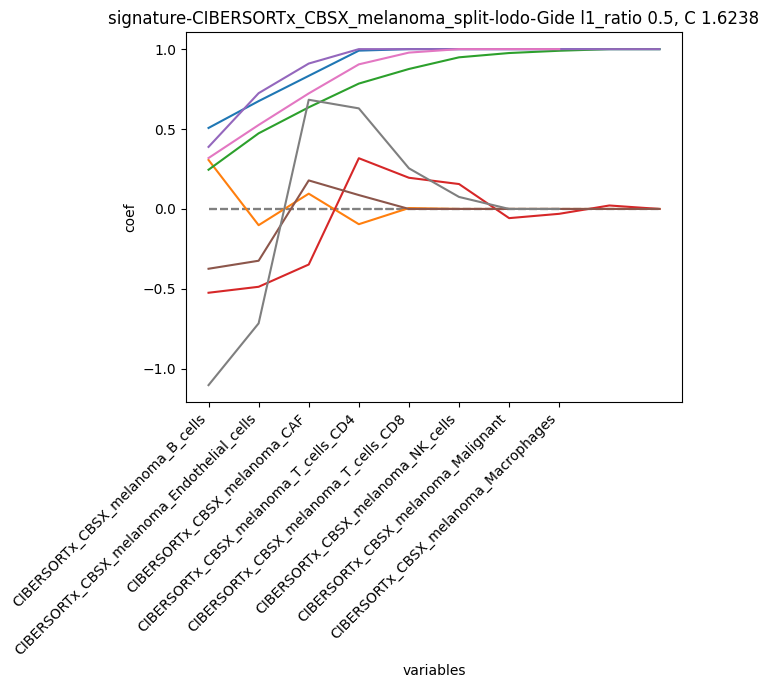 signature-CIBERSORTx_CBSX_melanoma_split-lodo-Gide l1_ratio 0.5, C 1.6238
1.0
0.5
0.0
−0.5
−1.0
coef
CIBERSORTx_CBSX_melanoma_B_cells
CIBERSORTx_CBSX_melanoma_Endothelial_cells
CIBERSORTx_CBSX_melanoma_CAF
CIBERSORTx_CBSX_melanoma_T_cells_CD4
CIBERSORTx_CBSX_melanoma_T_cells_CD8
CIBERSORTx_CBSX_melanoma_NK_cells
CIBERSORTx_CBSX_melanoma_Malignant
CIBERSORTx_CBSX_melanoma_Macrophages
variables